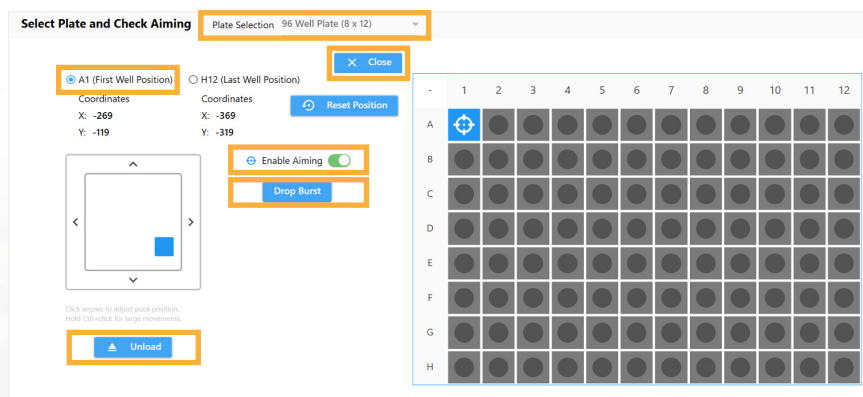 Select Plate and Check Aiming
Plate Selection 96 Well Plate (8 x 12)
Close
A1 (First Well Position) H12 (Last Well Position)
Coordinates Coordinates
X: -269 X: -369
Y: -119 Y: -319
Reset Position
Enable Aiming
Drop Burst
Click arrows to adjust puck position.
Hold Ctrl+click for large movements.
Unload
- 1 2 3 4 5 6 7 8 9 10 11 12
A
B
C
D
E
F
G
H